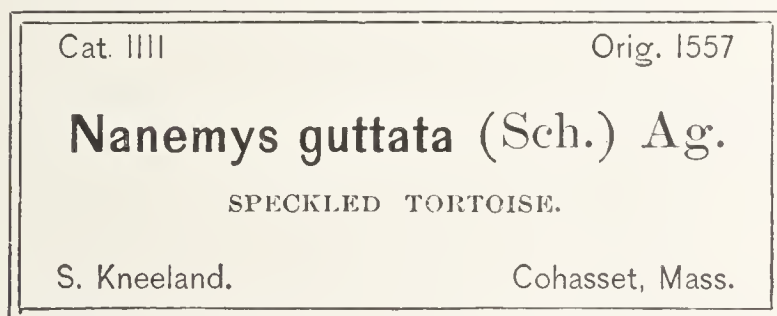 Cat. 1111 Orig. 1557
Nanemys guttata (Sch.) Ag.
SPECKLED TORTOISE.
S. Kneeland. Cohasset, Mass.